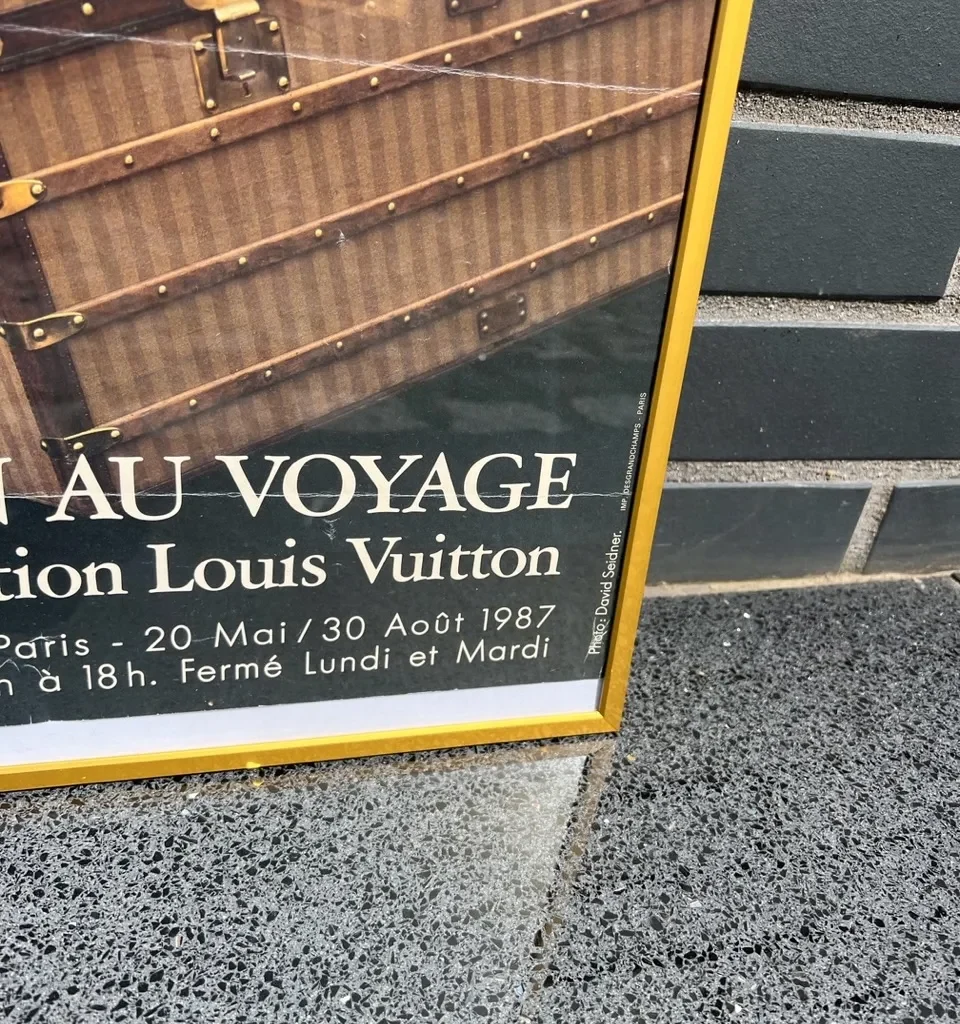 N AU VOYAGE
tion Louis Vuitton
Paris - 20 Mai/30 Août 1987
h à 18h. Fermé Lundi et Mardi
Photo: David Seidner.
IMP. DESGRANDCHAMPS - PARIS